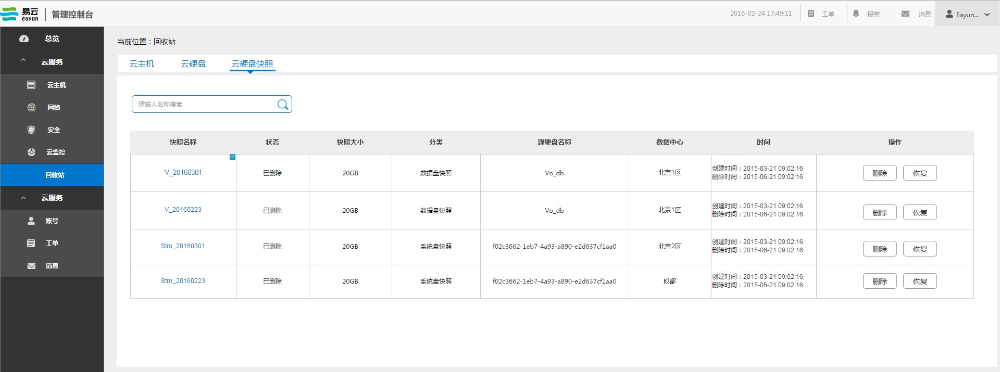 易云 eayun 管理控制台 2016-02-24 17:49:11 工单 报警 消息 Eayun...
总览
云服务
云主机
网络
安全
云监控
回收站
云服务
账号
工单
消息
当前位置：回收站
云主机 云硬盘 云硬盘快照
请输入名称搜索
快照名称 状态 快照大小 分类 源硬盘名称 数据中心 时间 操作
V_20160301 已删除 20GB 数据盘快照 Vo_db 北京1区 创建时间：2015-03-21 09:02:16 删除 恢复
删除时间：2015-06-21 09:02:16
V_20160223 已删除 20GB 数据盘快照 Vo_db 北京1区 创建时间：2015-03-21 09:02:16 删除 恢复
删除时间：2015-06-21 09:02:16
Stro_20160301 已删除 20GB 系统盘快照 f02c3662-1eb7-4a93-a890-e2d637cf1aa0 北京2区 创建时间：2015-03-21 09:02:16 删除 恢复
删除时间：2015-06-21 09:02:16
Stro_20160223 已删除 20GB 系统盘快照 f02c3662-1eb7-4a93-a890-e2d637cf1aa0 成都 创建时间：2015-03-21 09:02:16 删除 恢复
删除时间：2015-06-21 09:02:16